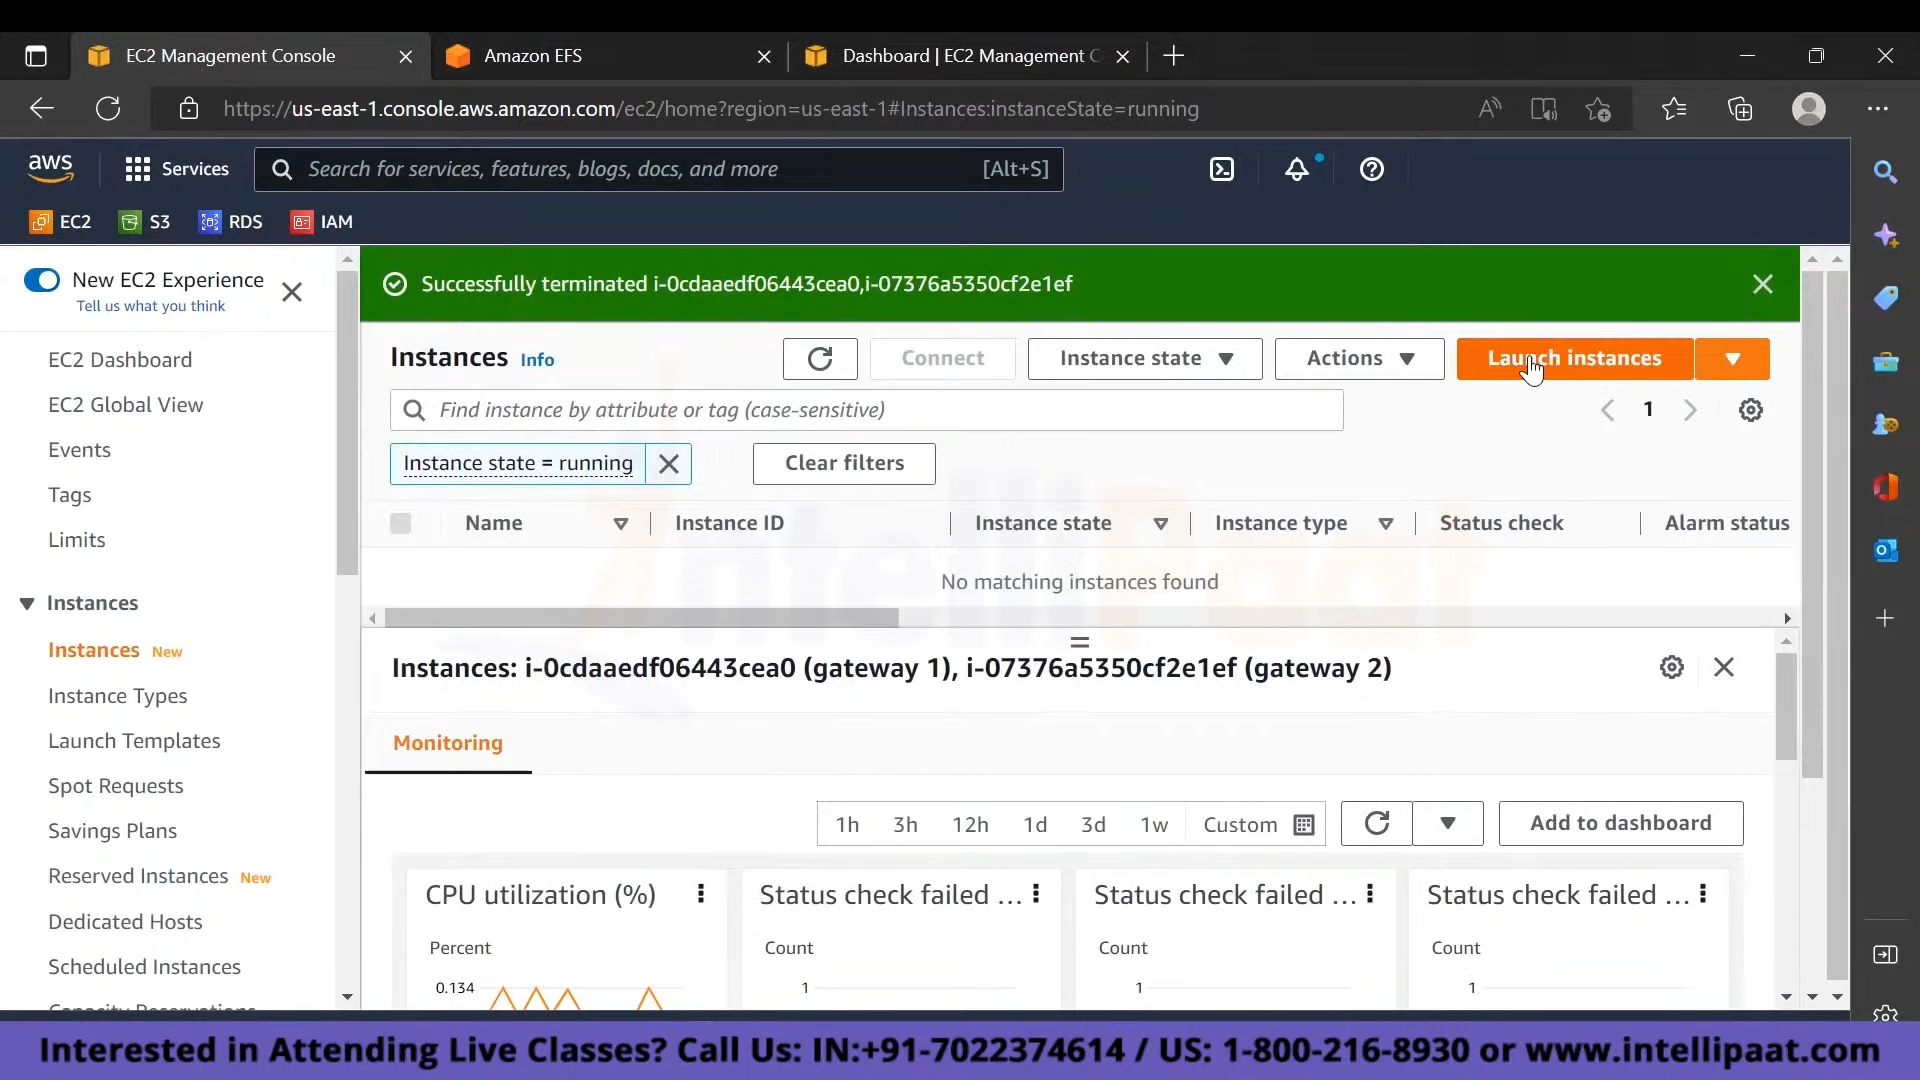 EC2 Management Console
Amazon EFS
Dashboard | EC2 Management C
https://us-east-1.console.aws.amazon.com/ec2/home?region=us-east-1#Instances:instanceState=running
aws
Services
Search for services, features, blogs, docs, and more
[Alt+S]
EC2
S3
RDS
IAM
New EC2 Experience
Tell us what you think
Successfully terminated i-0cdaaedf06443cea0,i-07376a5350cf2e1ef
EC2 Dashboard
EC2 Global View
Events
Tags
Limits
Instances
Instances New
Instance Types
Launch Templates
Spot Requests
Savings Plans
Reserved Instances New
Dedicated Hosts
Scheduled Instances
Capacity Reservations
Instances Info
Connect
Instance state
Actions
Launch instances
Find instance by attribute or tag (case-sensitive)
1
Instance state = running
Clear filters
Name
Instance ID
Instance state
Instance type
Status check
Alarm status
No matching instances found
IntelliPaat
Instances: i-0cdaaedf06443cea0 (gateway 1), i-07376a5350cf2e1ef (gateway 2)
Monitoring
1h 3h 12h 1d 3d 1w Custom
Add to dashboard
CPU utilization (%)
Percent
0.134
Status check failed ...
Count
1
Status check failed ...
Count
1
Status check failed ...
Count
1
Interested in Attending Live Classes? Call Us: IN:+91-7022374614 / US: 1-800-216-8930 or www.intellipaat.com